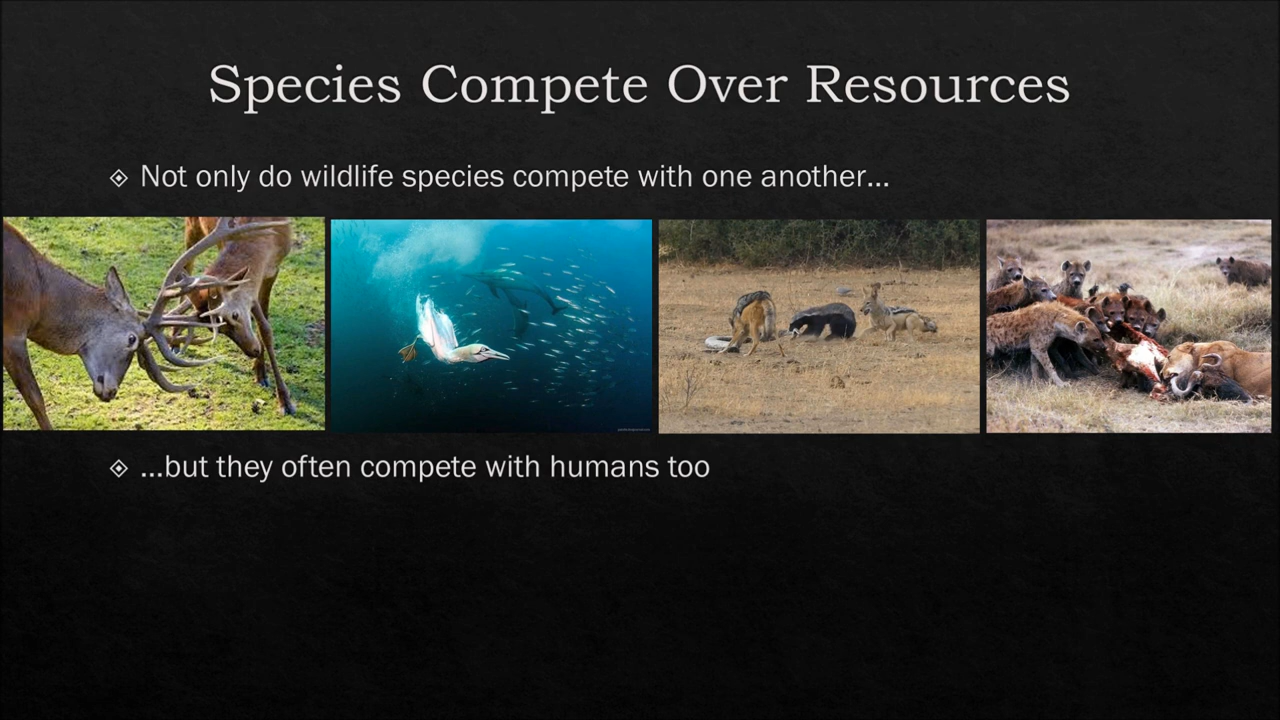 Species Compete Over Resources
Not only do wildlife species compete with one another…
…but they often compete with humans too